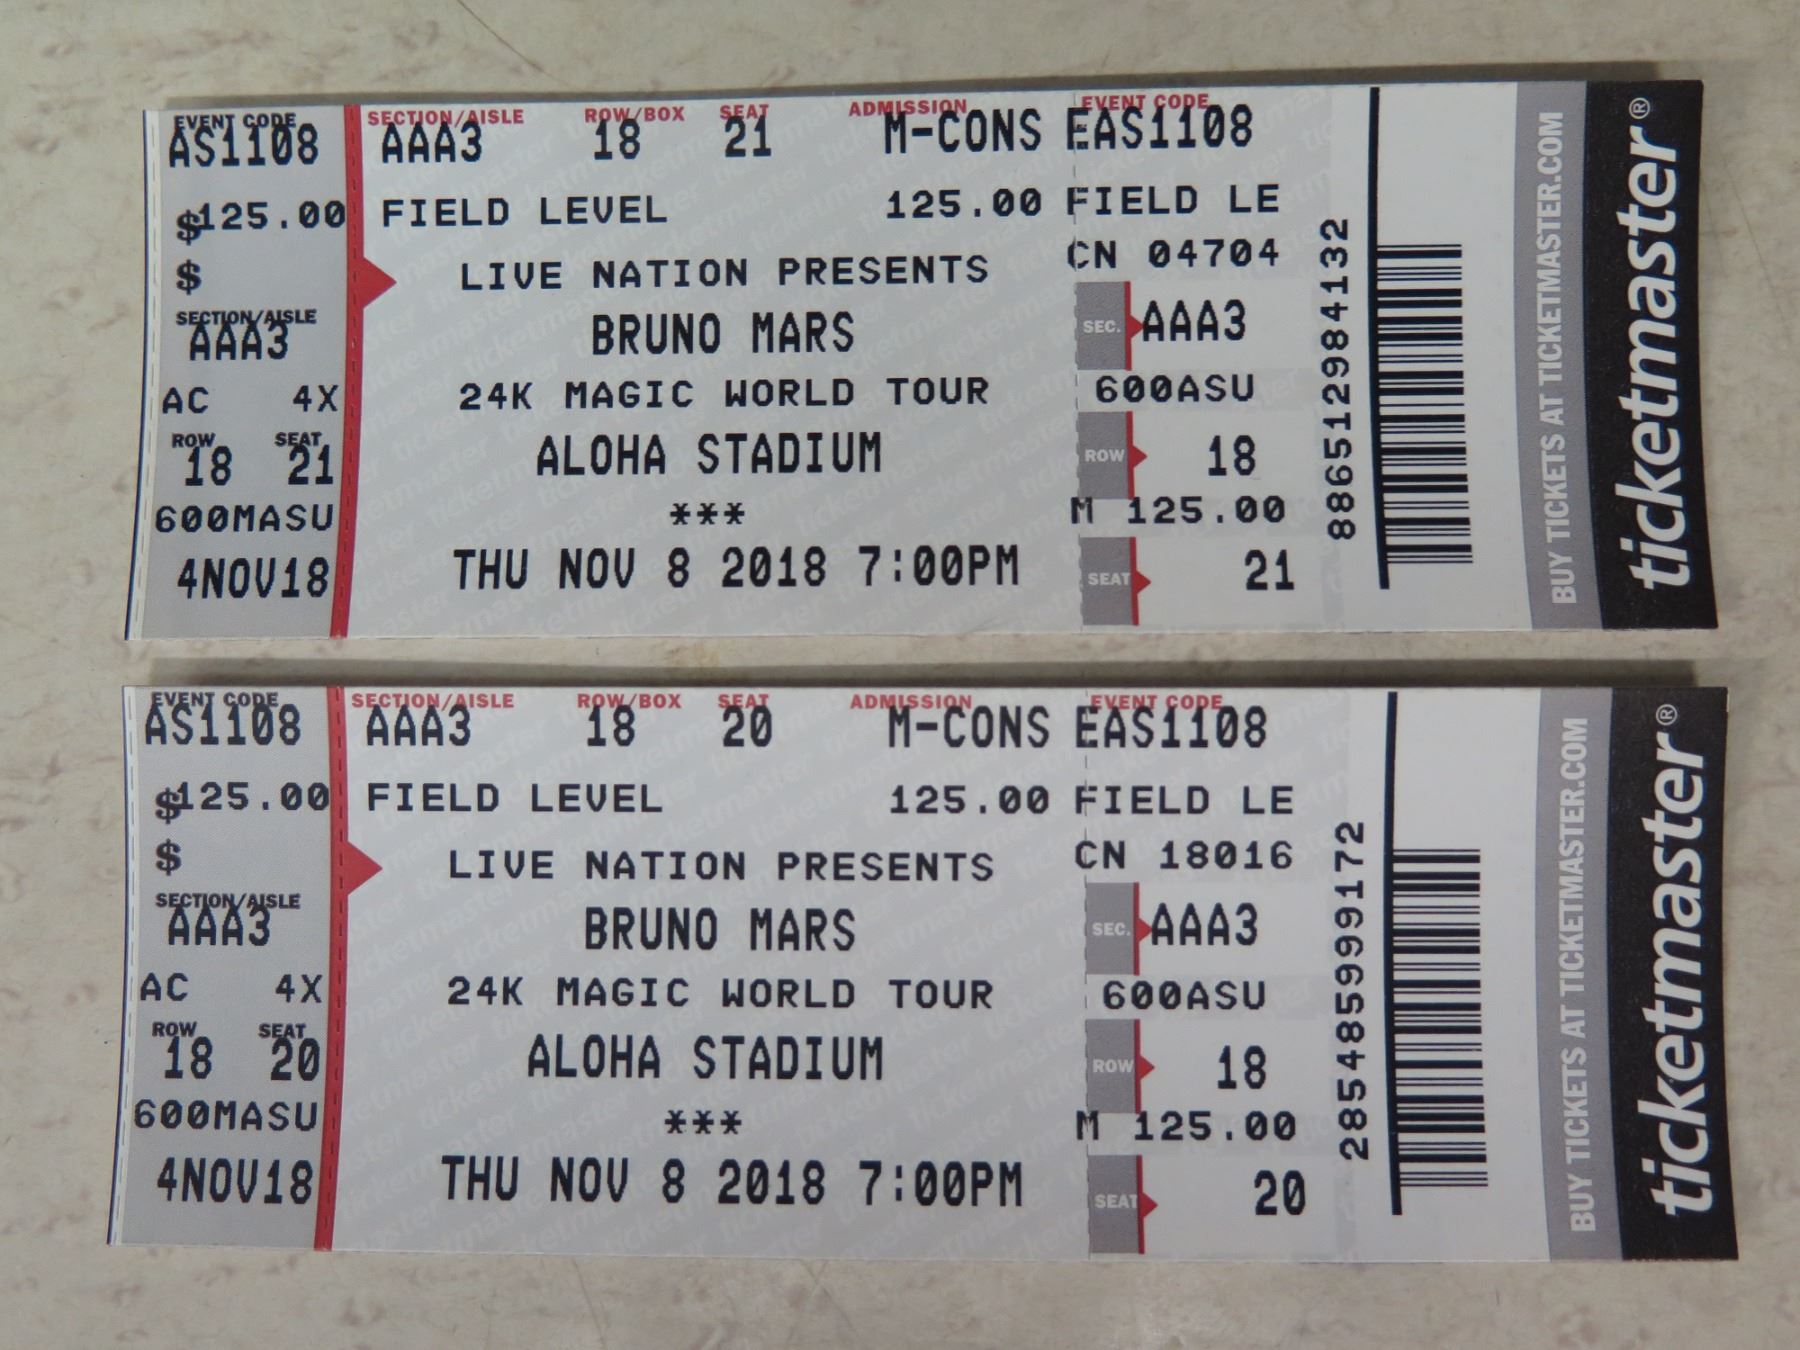 EVENT CODE SECTION/AISLE ROW/BOX SEAT ADMISSION EVENT CODE
AS1108 AAA3 18 21 M-CONS EAS1108
$125.00 FIELD LEVEL 125.00 FIELD LE
$ LIVE NATION PRESENTS CN 04704
SECTION/AISLE
AAA3 BRUNO MARS SEC. AAA3
AC 4X 24K MAGIC WORLD TOUR 600ASU
ROW SEAT
18 21 ALOHA STADIUM ROW 18
600MASU *** M 125.00
4NOV18 THU NOV 8 2018 7:00PM SEAT 21
886512984132
BUY TICKETS AT TICKETMASTER.COM
ticketmaster®
EVENT CODE SECTION/AISLE ROW/BOX SEAT ADMISSION EVENT CODE
AS1108 AAA3 18 20 M-CONS EAS1108
$125.00 FIELD LEVEL 125.00 FIELD LE
$ LIVE NATION PRESENTS CN 18016
SECTION/AISLE
AAA3 BRUNO MARS SEC. AAA3
AC 4X 24K MAGIC WORLD TOUR 600ASU
ROW SEAT
18 20 ALOHA STADIUM ROW 18
600MASU *** M 125.00
4NOV18 THU NOV 8 2018 7:00PM SEAT 20
285485999172
BUY TICKETS AT TICKETMASTER.COM
ticketmaster®